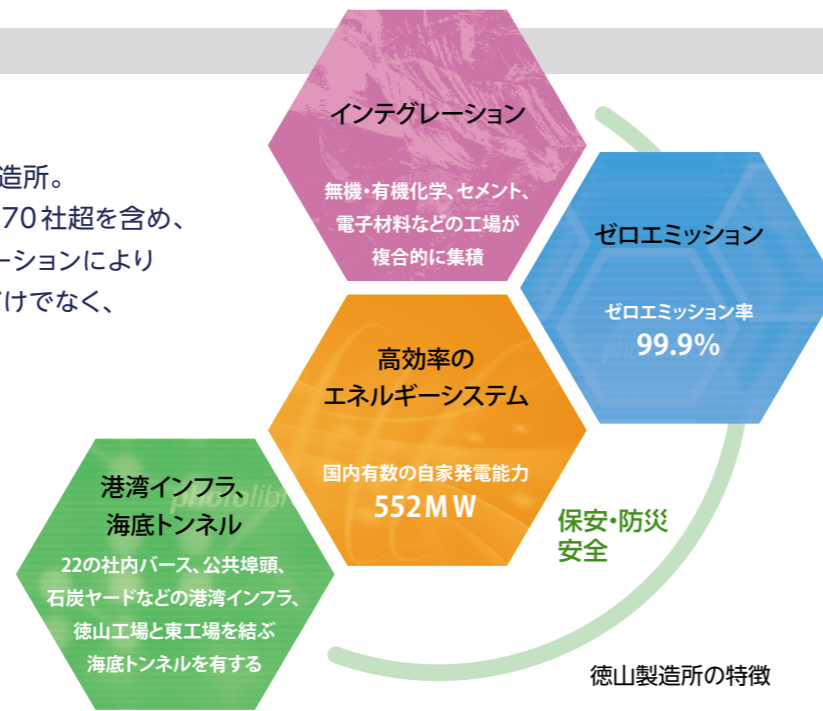 造所。
70社超を含め、
ーションにより
だけでなく、
インテグレーション
無機・有機化学、セメント、
電子材料などの工場が
複合的に集積
ゼロエミッション
ゼロエミッション率
99.9%
高効率の
エネルギーシステム
国内有数の自家発電能力
552MW
港湾インフラ、
海底トンネル
22の社内バース、公共埠頭、
石炭ヤードなどの港湾インフラ、
徳山工場と東工場を結ぶ
海底トンネルを有する
保安・防災
安全
徳山製造所の特徴